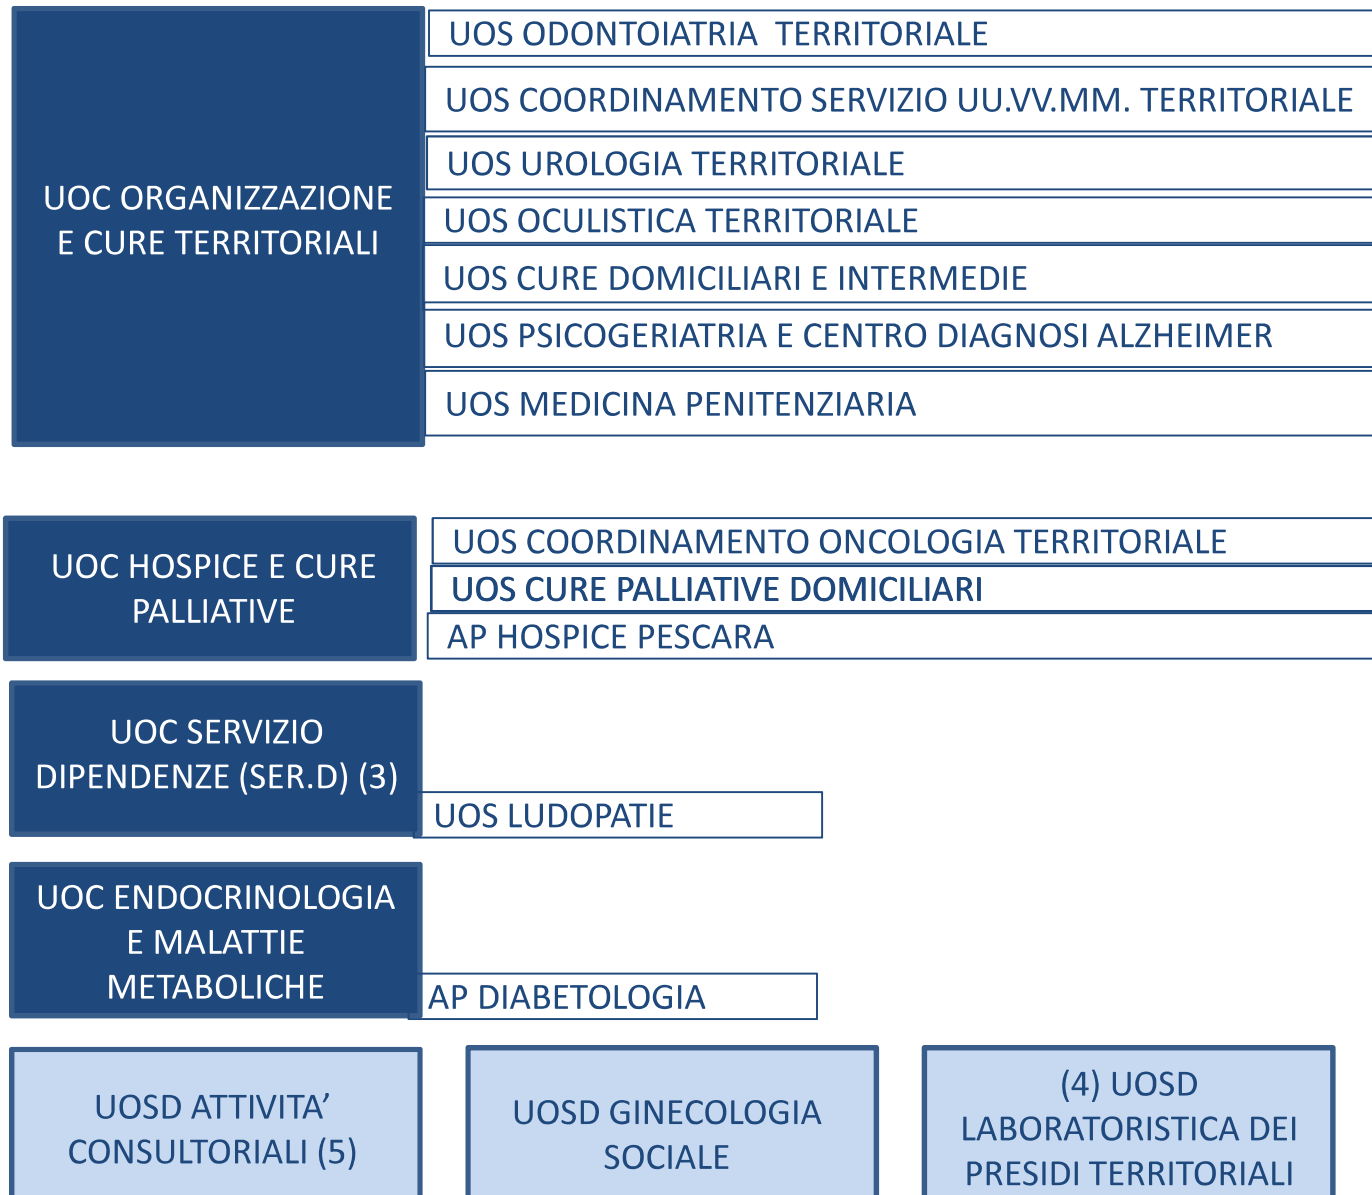 UOC ORGANIZZAZIONE
E CURE TERRITORIALI
UOS ODONTOIATRIA TERRITORIALE
UOS COORDINAMENTO SERVIZIO UU.VV.MM. TERRITORIALE
UOS UROLOGIA TERRITORIALE
UOS OCULISTICA TERRITORIALE
UOS CURE DOMICILIARI E INTERMEDIE
UOS PSICOGERIATRIA E CENTRO DIAGNOSI ALZHEIMER
UOS MEDICINA PENITENZIARIA
UOC HOSPICE E CURE
PALLIATIVE
UOS COORDINAMENTO ONCOLOGIA TERRITORIALE
UOS CURE PALLIATIVE DOMICILIARI
AP HOSPICE PESCARA
UOC SERVIZIO
DIPENDENZE (SER.D) (3)
UOS LUDOPATIE
UOC ENDOCRINOLOGIA
E MALATTIE
METABOLICHE
AP DIABETOLOGIA
UOSD ATTIVITA’
CONSULTORIALI (5)
UOSD GINECOLOGIA
SOCIALE
(4) UOSD
LABORATORISTICA DEI
PRESIDI TERRITORIALI